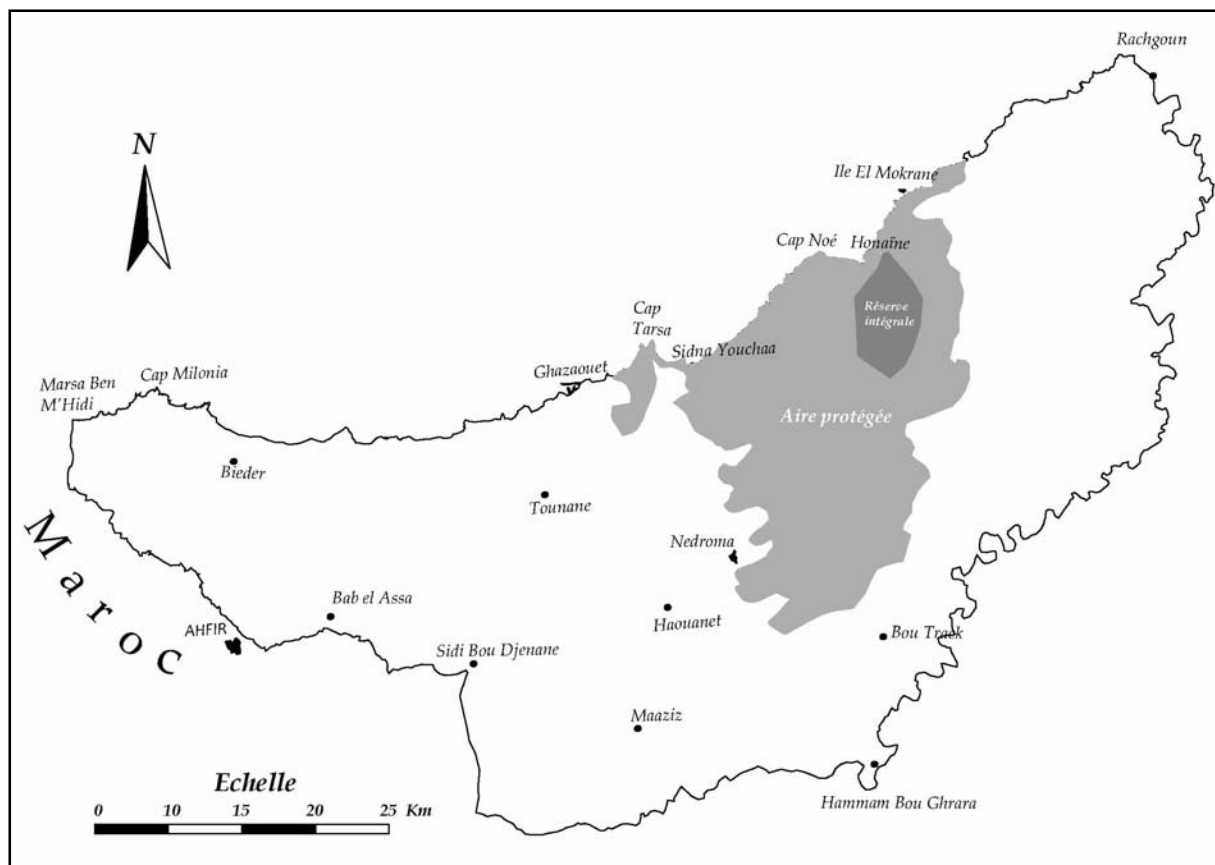 Rachgoun
N
Ile El Mokrane
Cap Noé
Honaïne
Réserve
intégrale
Cap
Tarsa
Sidna Youchaa
Ghazaouet
Cap Milonia
Marsa Ben
M'Hidi
Aire protégée
Bieder
Tounane
Nedroma
Maroc
Bab el Assa
Haouanet
AHFIR
Bou Track
Sidi Bou Djenane
Maaziz
Echelle
Hammam Bou Ghrara
0 10 15 20 25 Km